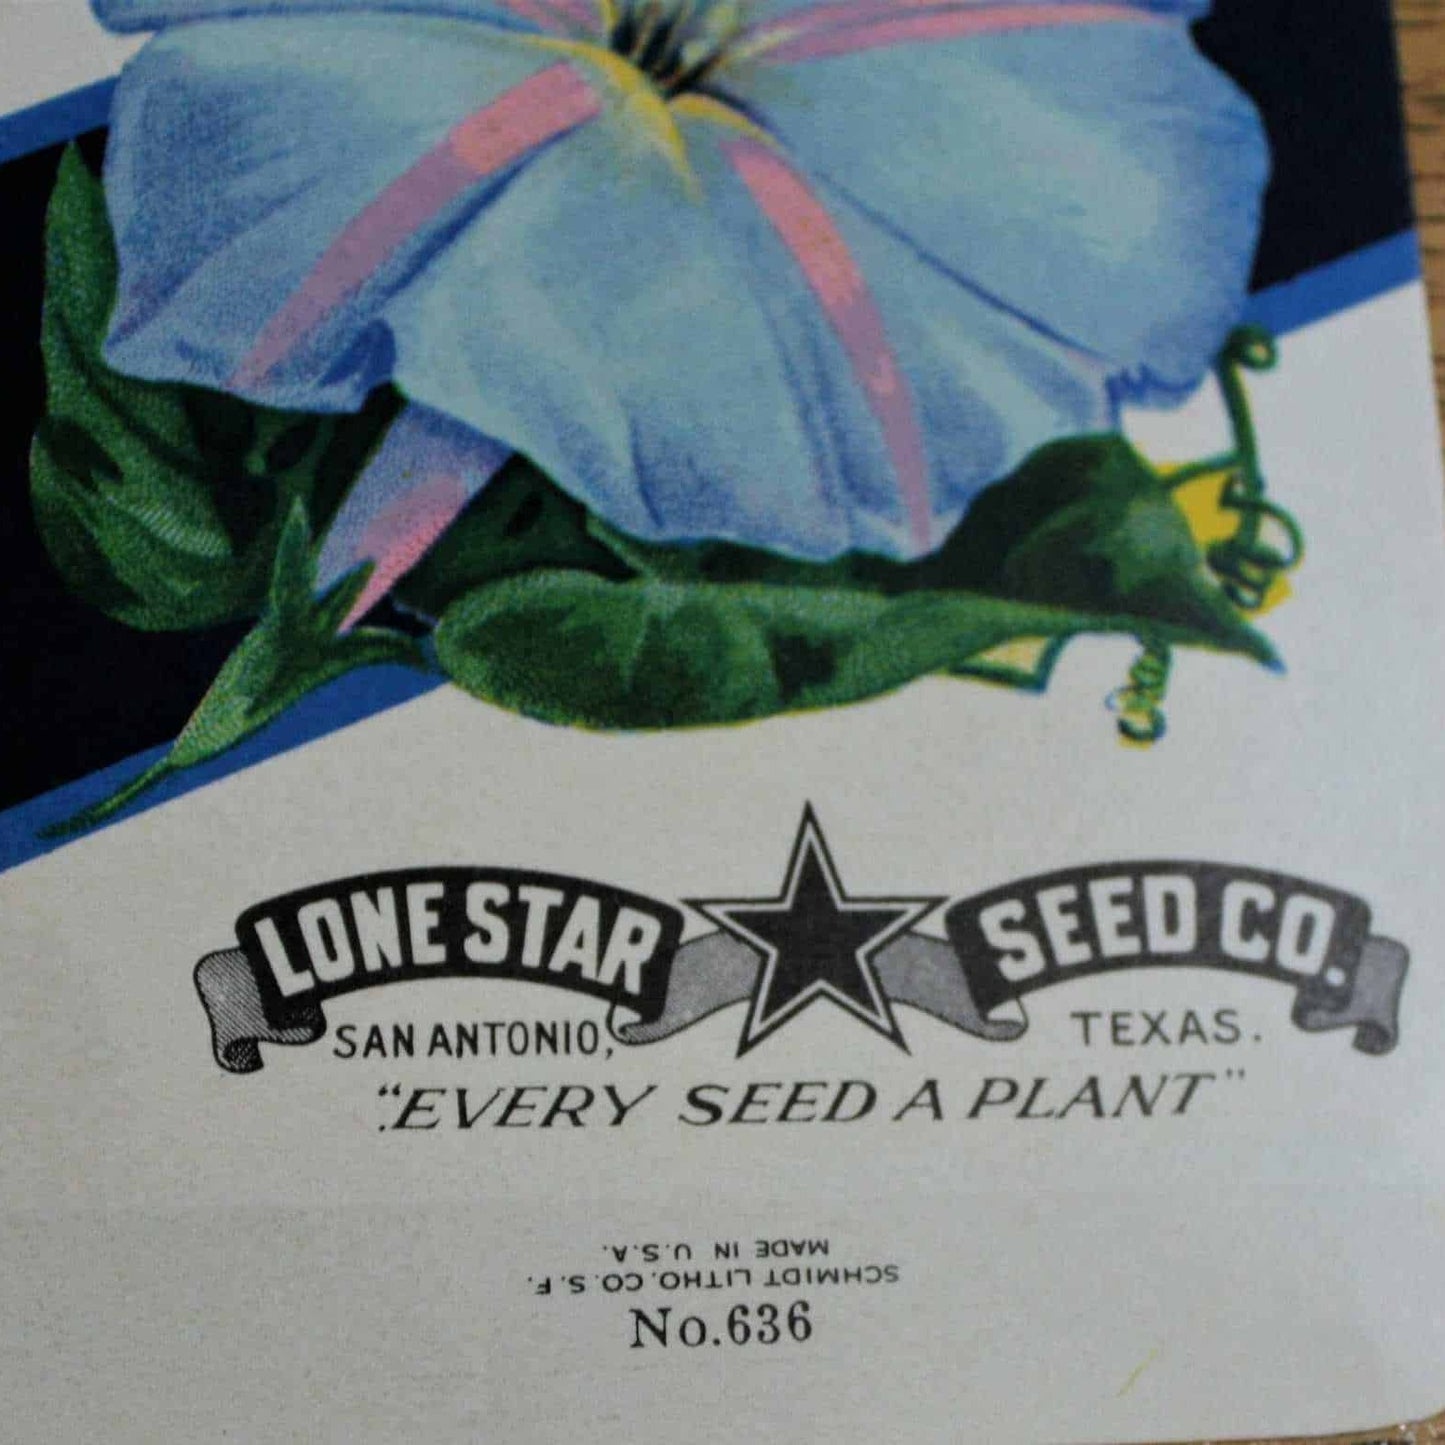 LONE STAR SEED CO.
SAN ANTONIO, TEXAS.
"EVERY SEED A PLANT"
MADE IN U.S.A.
SCHMIDT LITHO. CO. S. F.
No. 636